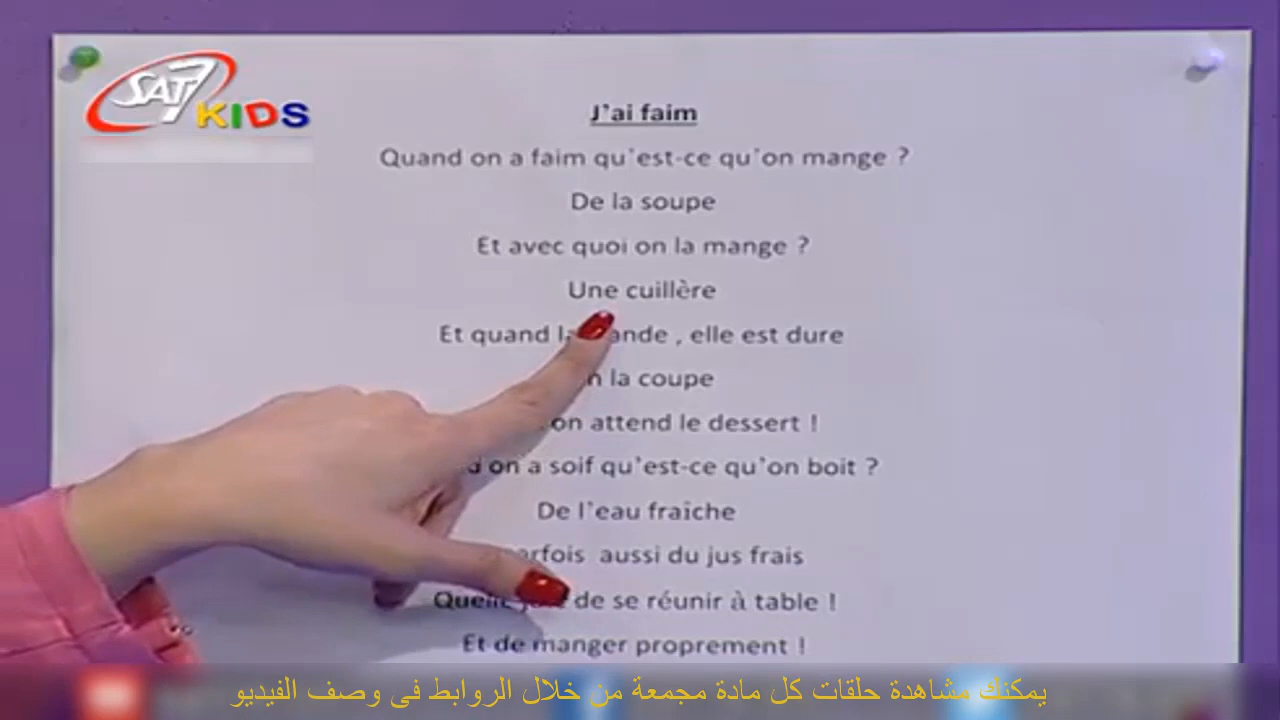 SAT7 KIDS
J'ai faim
Quand on a faim qu'est-ce qu'on mange ?
De la soupe
Et avec quoi on la mange ?
Une cuillère
Et quand , elle est dure
la coupe
on attend le dessert !
on a soif qu'est-ce qu'on boit ?
De l'eau fraîche
aussi du jus frais
de se réunir à table !
Et de manger proprement !
يمكنك مشاهدة حلقات كل مادة مجمعة من خلال الروابط فى وصف الفيديو